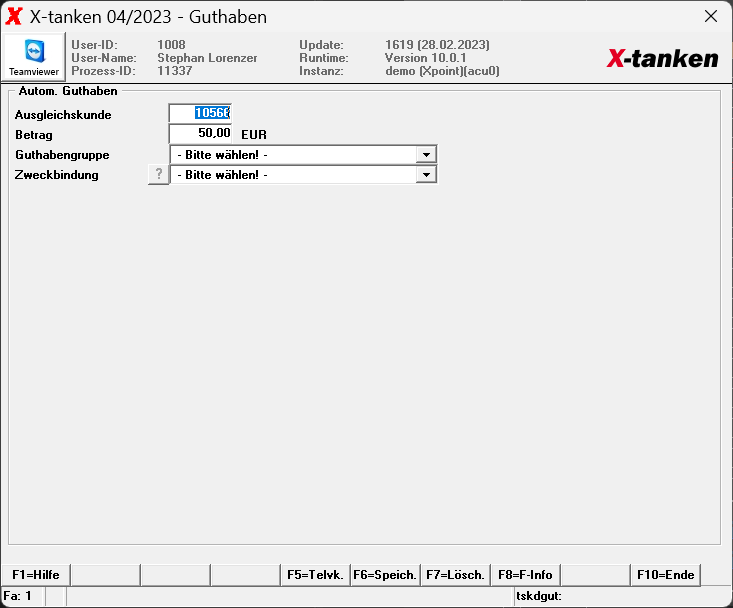 X-tanken 04/2023 - Guthaben
Teamviewer
User-ID: 1008 Update: 1619 (28.02.2023)
User-Name: Stephan Lorenzer Runtime: Version 10.0.1
Prozess-ID: 11337 Instanz: demo (Xpoint)(acu0)
X-tanken
Autom. Guthaben
Ausgleichskunde
Betrag 50,00 EUR
Guthabengruppe - Bitte wählen! -
Zweckbindung ? - Bitte wählen! -
F1=Hilfe F5=Telvk. F6=Speich. F7=Lösch. F8=F-Info F10=Ende
Fa: 1 tskdgut: